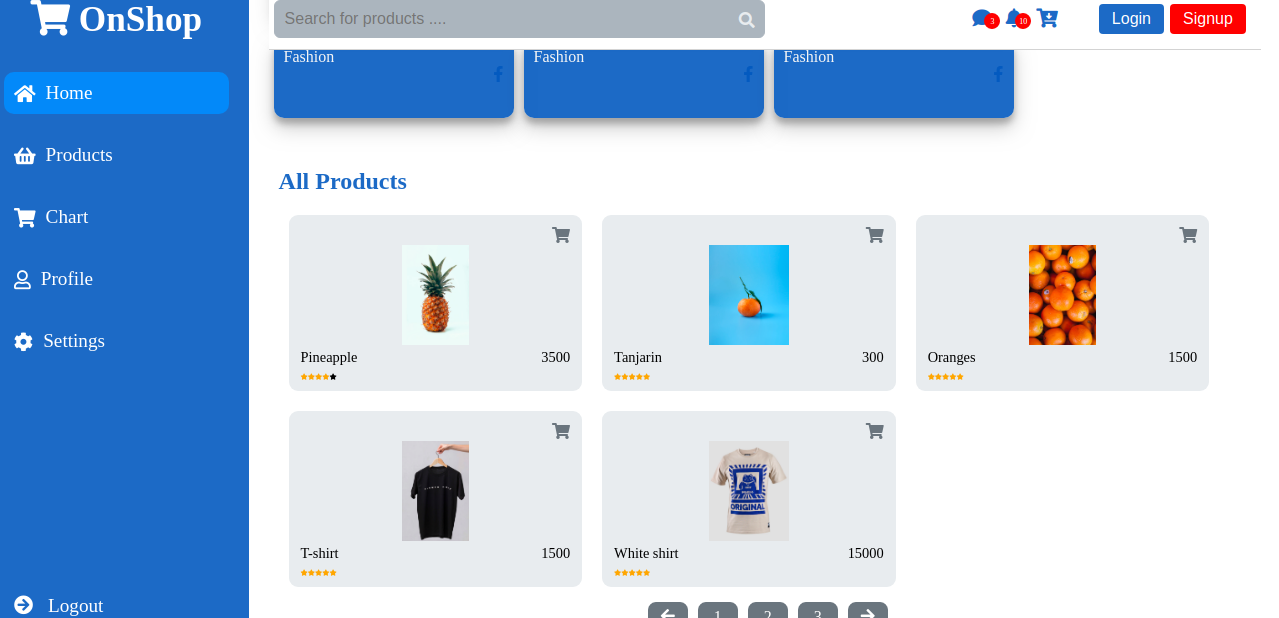 OnShop
Search for products ....
3
10
Login
Signup
Home
Products
Chart
Profile
Settings
Logout
Fashion
Fashion
Fashion
All Products
Pineapple 3500
Tanjarin 300
Oranges 1500
T-shirt 1500
ORIGINAL
White shirt 15000
1 2 3